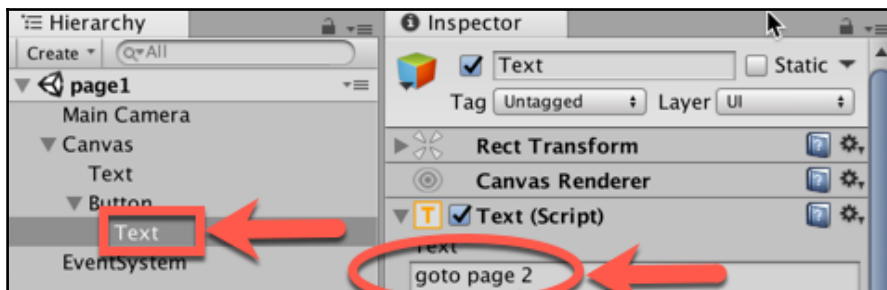 Hierarchy
Create
All
page1
Main Camera
Canvas
Text
Button
Text
EventSystem
Inspector
Text
Static
Tag Untagged Layer UI
Rect Transform
Canvas Renderer
T Text (Script)
Text
goto page 2